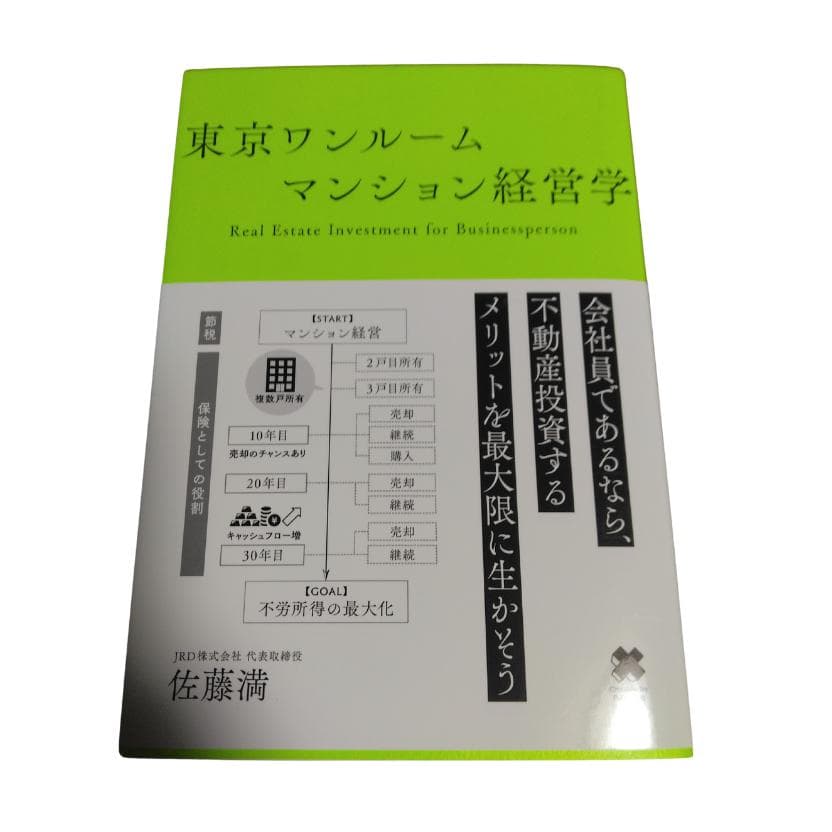 東京ワンルーム
マンション経営学
Real Estate Investment for Businessperson
会社員であるなら、
不動産投資する
メリットを最大限に生かそう
節税
保険としての役割
【START】
マンション経営
2戸目所有
3戸目所有
複数戸所有
10年目
売却のチャンスあり
売却
継続
購入
20年目
売却
継続
キャッシュフロー増
30年目
売却
継続
【GOAL】
不労所得の最大化
JRD株式会社 代表取締役
佐藤満